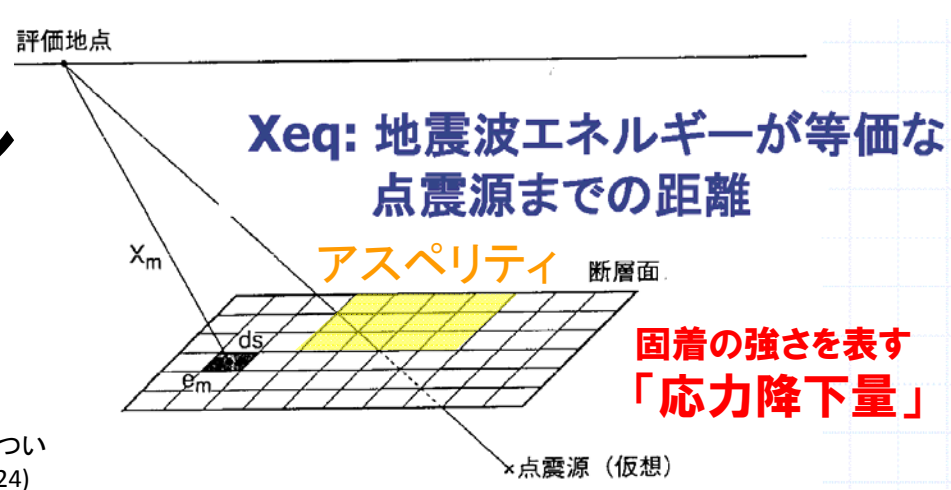 評価地点
Xeq: 地震波エネルギーが等価な
点震源までの距離
Xm
アスペリティ
断層面
ds
em
固着の強さを表す
「応力降下量」
つい
24)
点震源（仮想）